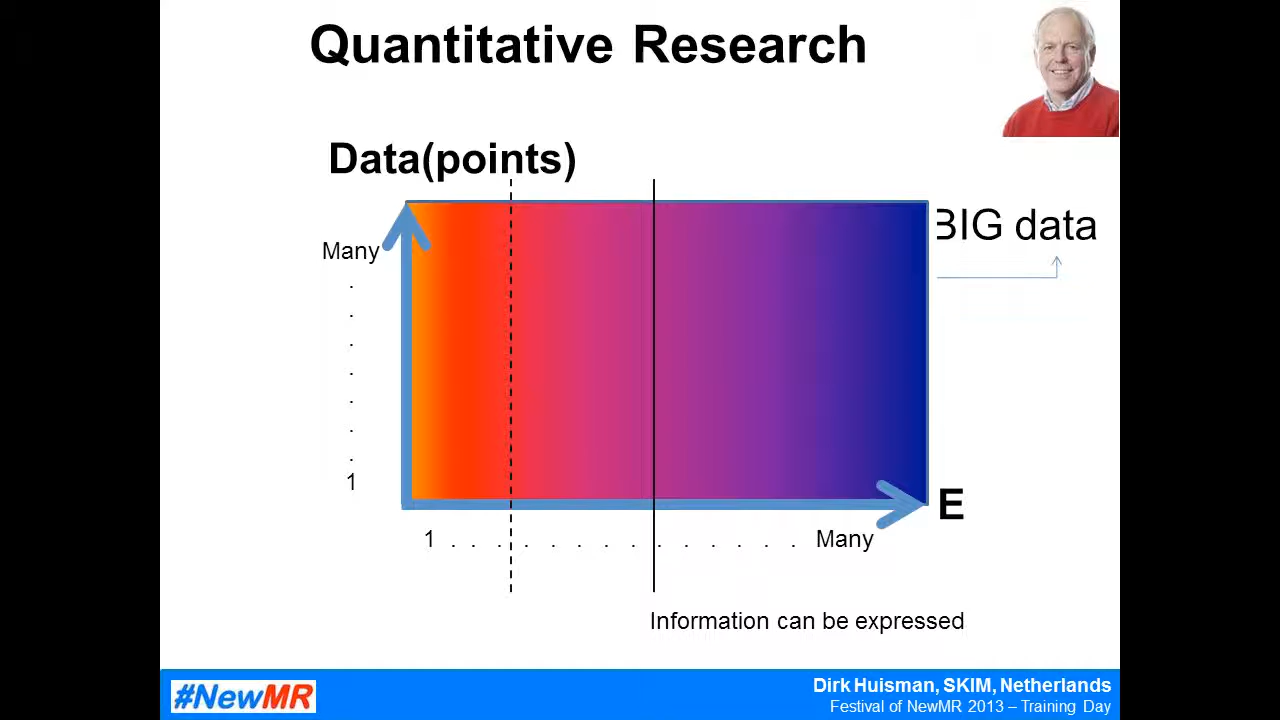 Quantitative Research
Data(points)
BIG data
Many
.
.
.
.
.
.
.
1
E
1 . . . . . . . . . . . . . . Many
Information can be expressed
#NewMR
Dirk Huisman, SKIM, Netherlands
Festival of NewMR 2013 – Training Day